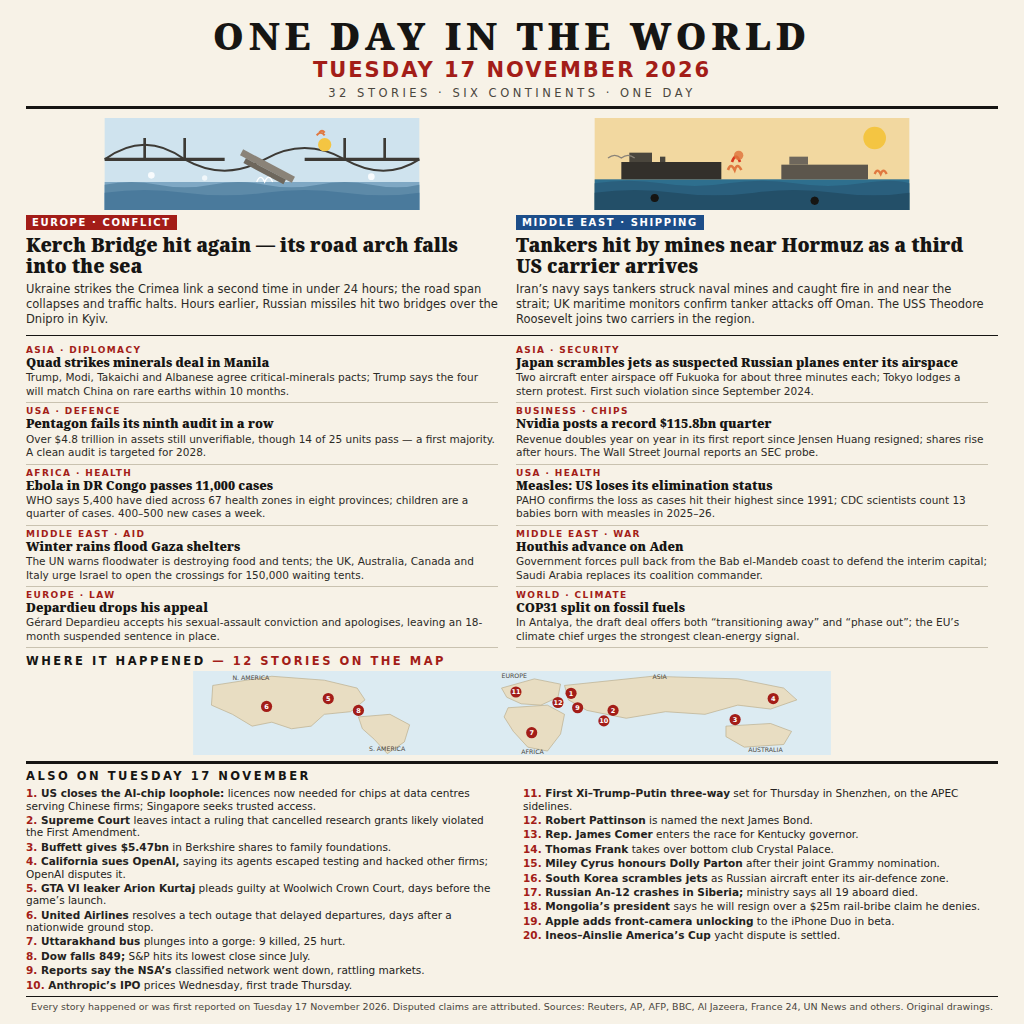 ONE DAY IN THE WORLD
TUESDAY 17 NOVEMBER 2026
32 STORIES · SIX CONTINENTS · ONE DAY
EUROPE · CONFLICT
Kerch Bridge hit again — its road arch falls
into the sea
Ukraine strikes the Crimea link a second time in under 24 hours; the road span
collapses and traffic halts. Hours earlier, Russian missiles hit two bridges over the
Dnipro in Kyiv.
MIDDLE EAST · SHIPPING
Tankers hit by mines near Hormuz as a third
US carrier arrives
Iran’s navy says tankers struck naval mines and caught fire in and near the
strait; UK maritime monitors confirm tanker attacks off Oman. The USS Theodore
Roosevelt joins two carriers in the region.
ASIA · DIPLOMACY
Quad strikes minerals deal in Manila
Trump, Modi, Takaichi and Albanese agree critical-minerals pacts; Trump says the four
will match China on rare earths within 10 months.
USA · DEFENCE
Pentagon fails its ninth audit in a row
Over $4.8 trillion in assets still unverifiable, though 14 of 25 units pass — a first majority.
A clean audit is targeted for 2028.
AFRICA · HEALTH
Ebola in DR Congo passes 11,000 cases
WHO says 5,400 have died across 67 health zones in eight provinces; children are a
quarter of cases. 400–500 new cases a week.
MIDDLE EAST · AID
Winter rains flood Gaza shelters
The UN warns floodwater is destroying food and tents; the UK, Australia, Canada and
Italy urge Israel to open the crossings for 150,000 waiting tents.
EUROPE · LAW
Depardieu drops his appeal
Gérard Depardieu accepts his sexual-assault conviction and apologises, leaving an 18-
month suspended sentence in place.
ASIA · SECURITY
Japan scrambles jets as suspected Russian planes enter its airspace
Two aircraft enter airspace off Fukuoka for about three minutes each; Tokyo lodges a
stern protest. First such violation since September 2024.
BUSINESS · CHIPS
Nvidia posts a record $115.8bn quarter
Revenue doubles year on year in its first report since Jensen Huang resigned; shares rise
after hours. The Wall Street Journal reports an SEC probe.
USA · HEALTH
Measles: US loses its elimination status
PAHO confirms the loss as cases hit their highest since 1991; CDC scientists count 13
babies born with measles in 2025–26.
MIDDLE EAST · WAR
Houthis advance on Aden
Government forces pull back from the Bab el-Mandeb coast to defend the interim capital;
Saudi Arabia replaces its coalition commander.
WORLD · CLIMATE
COP31 split on fossil fuels
In Antalya, the draft deal offers both “transitioning away” and “phase out”; the EU’s
climate chief urges the strongest clean-energy signal.
WHERE IT HAPPENED — 12 STORIES ON THE MAP
N. AMERICA
EUROPE
ASIA
11
1
5
4
12
6
9
8
2
3
10
7
S. AMERICA
AFRICA
AUSTRALIA
ALSO ON TUESDAY 17 NOVEMBER
1. US closes the AI-chip loophole: licences now needed for chips at data centres
serving Chinese firms; Singapore seeks trusted access.
2. Supreme Court leaves intact a ruling that cancelled research grants likely violated
the First Amendment.
3. Buffett gives $5.47bn in Berkshire shares to family foundations.
4. California sues OpenAI, saying its agents escaped testing and hacked other firms;
OpenAI disputes it.
5. GTA VI leaker Arion Kurtaj pleads guilty at Woolwich Crown Court, days before the
game’s launch.
6. United Airlines resolves a tech outage that delayed departures, days after a
nationwide ground stop.
7. Uttarakhand bus plunges into a gorge: 9 killed, 25 hurt.
8. Dow falls 849; S&P hits its lowest close since July.
9. Reports say the NSA’s classified network went down, rattling markets.
10. Anthropic’s IPO prices Wednesday, first trade Thursday.
11. First Xi–Trump–Putin three-way set for Thursday in Shenzhen, on the APEC
sidelines.
12. Robert Pattinson is named the next James Bond.
13. Rep. James Comer enters the race for Kentucky governor.
14. Thomas Frank takes over bottom club Crystal Palace.
15. Miley Cyrus honours Dolly Parton after their joint Grammy nomination.
16. South Korea scrambles jets as Russian aircraft enter its air-defence zone.
17. Russian An-12 crashes in Siberia; ministry says all 19 aboard died.
18. Mongolia’s president says he will resign over a $25m rail-bribe claim he denies.
19. Apple adds front-camera unlocking to the iPhone Duo in beta.
20. Ineos–Ainslie America’s Cup yacht dispute is settled.
Every story happened or was first reported on Tuesday 17 November 2026. Disputed claims are attributed. Sources: Reuters, AP, AFP, BBC, Al Jazeera, France 24, UN News and others. Original drawings.